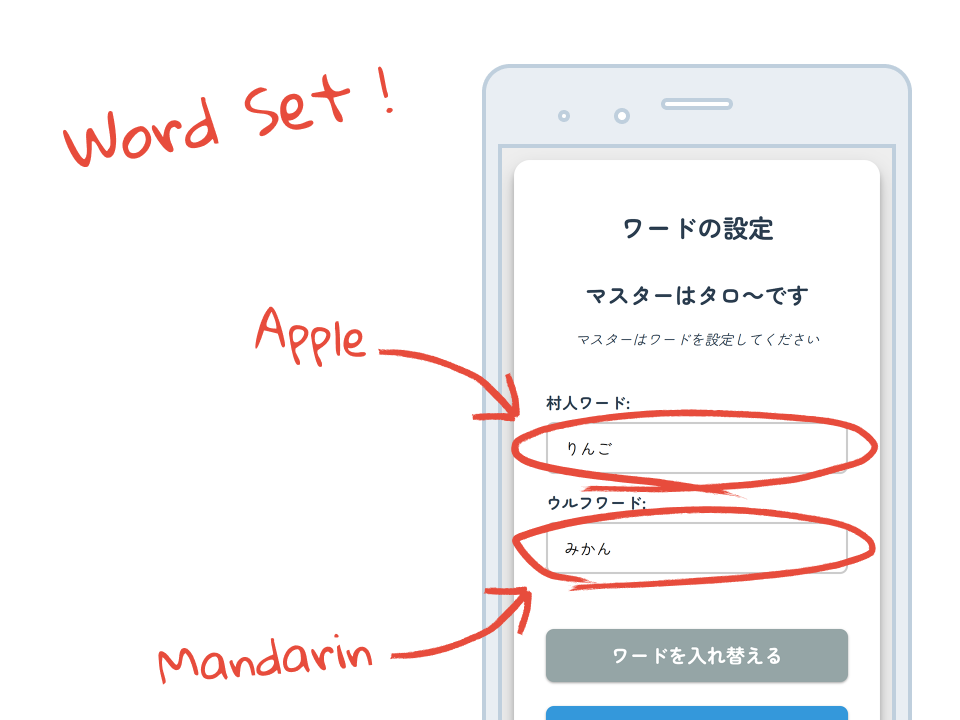 Word Set !
ワードの設定
マスターはタロ〜です
マスターはワードを設定してください
Apple
村人ワード:
りんご
ウルフワード:
みかん
Mandarin
ワードを入れ替える